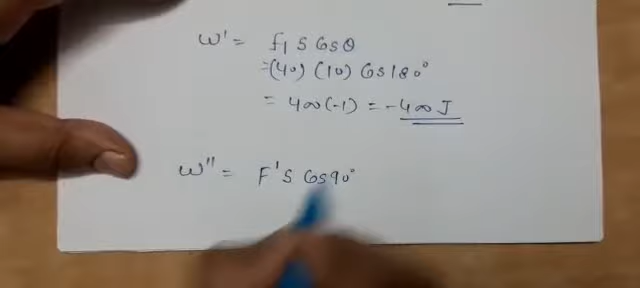 W' = f₁ s Cosθ
= (40) (10) Cos180°
= 400(-1) = -400 J
W'' = F's Cos90°